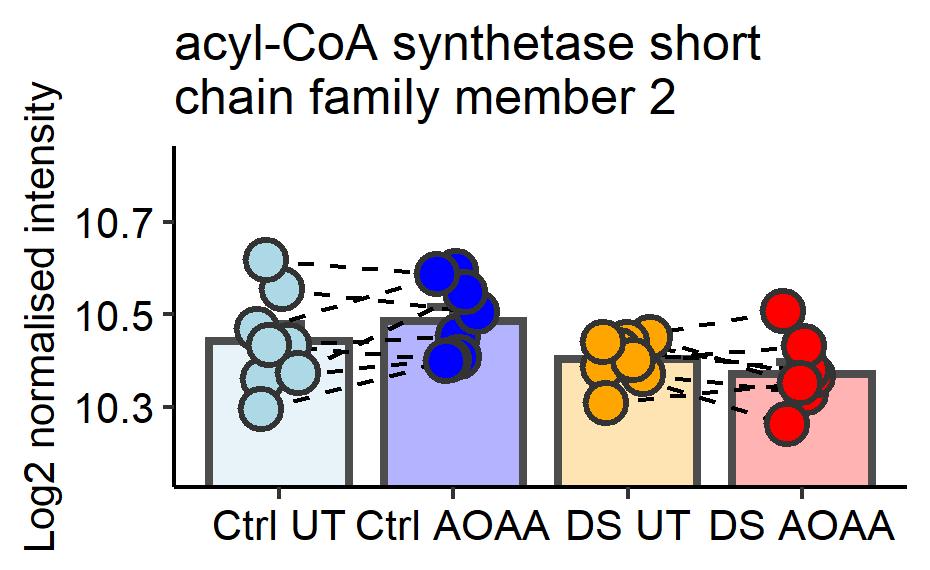 acyl-CoA synthetase short
chain family member 2
Log2 normalised intensity
10.7
10.5
10.3
Ctrl UT Ctrl AOAA DS UT DS AOAA